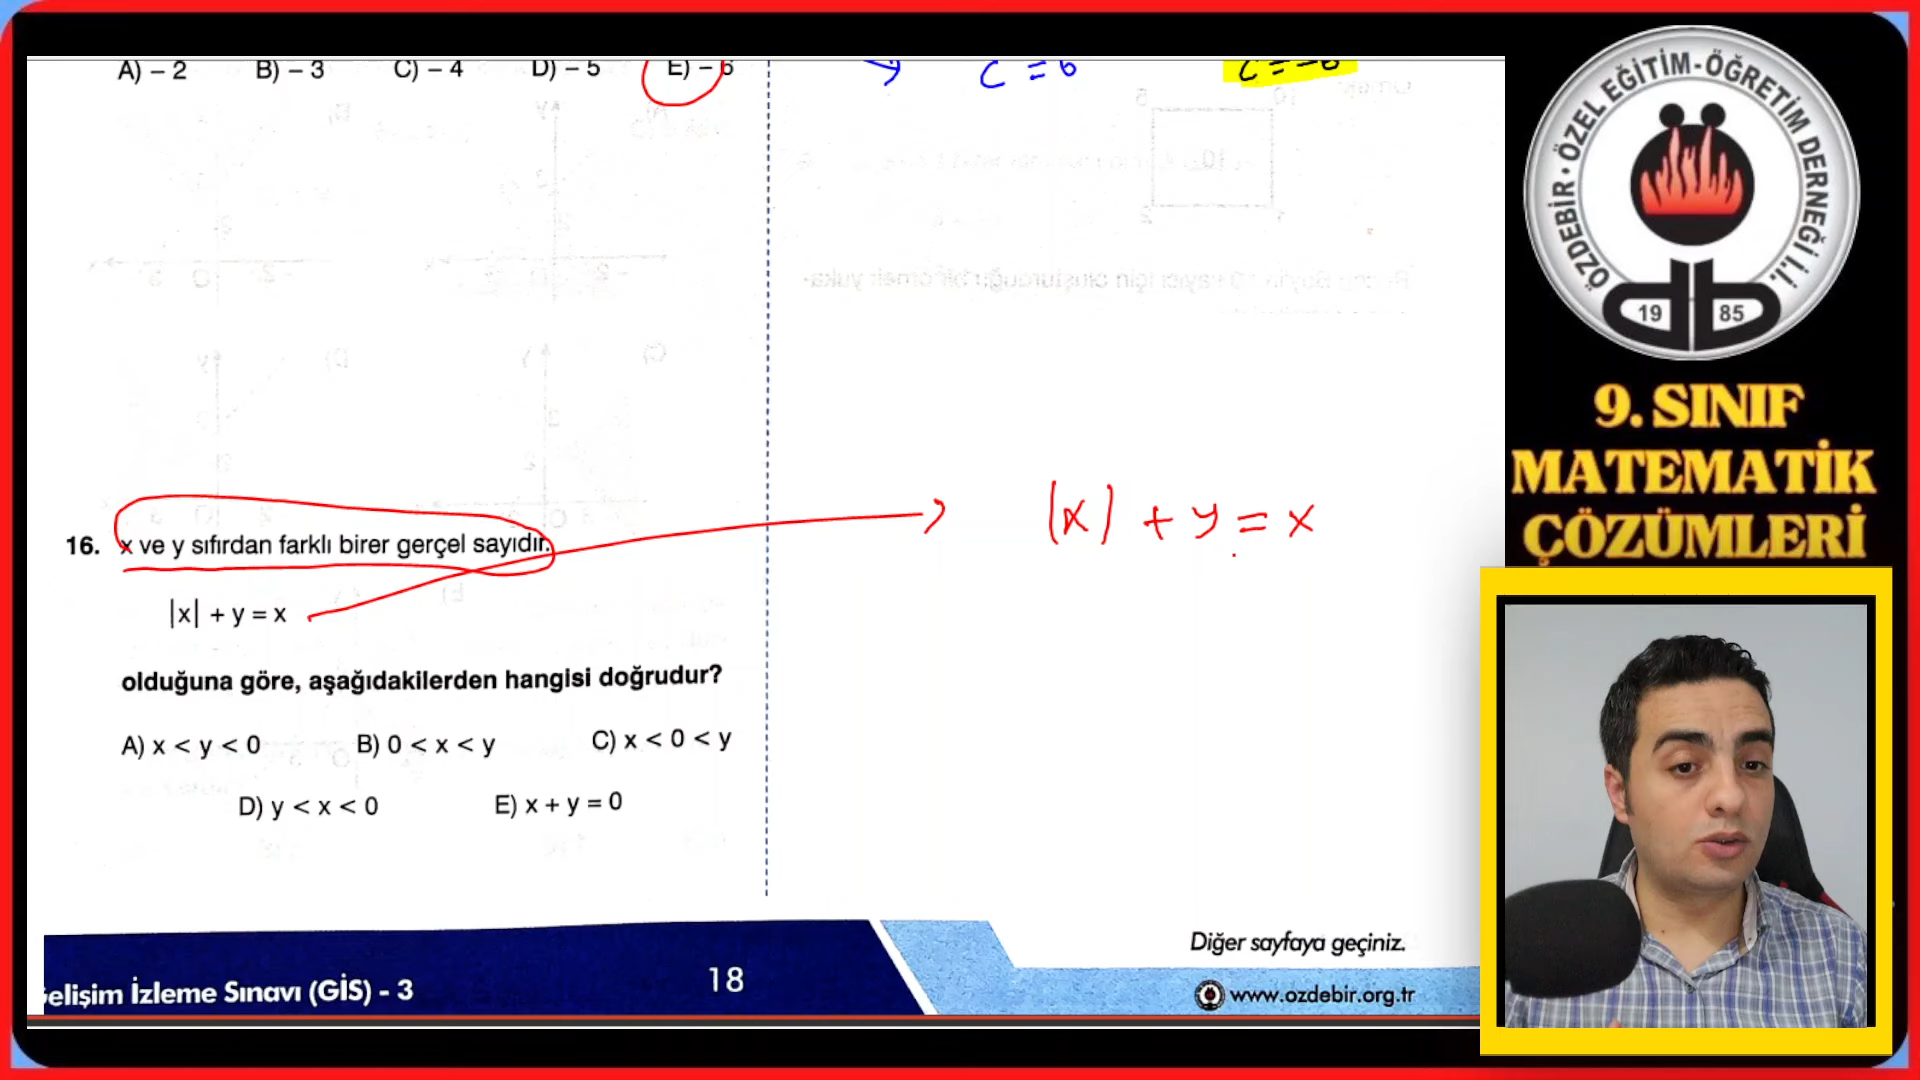 A) – 2 B) – 3 C) – 4 D) – 5 E) – 6
c = 6
c = -6
16. x ve y sıfırdan farklı birer gerçel sayıdır.
|x| + y = x
olduğuna göre, aşağıdakilerden hangisi doğrudur?
A) x < y < 0 B) 0 < x < y C) x < 0 < y
D) y < x < 0 E) x + y = 0
|x| + y = x
Diğer sayfaya geçiniz.
elişim İzleme Sınavı (GİS) - 3
18
www.ozdebir.org.tr
ÖZDEBİR · ÖZEL EĞİTİM-ÖĞRETİM DERNEĞİ İ.İ.
19 85
9. SINIF
MATEMATİK
ÇÖZÜMLERİ